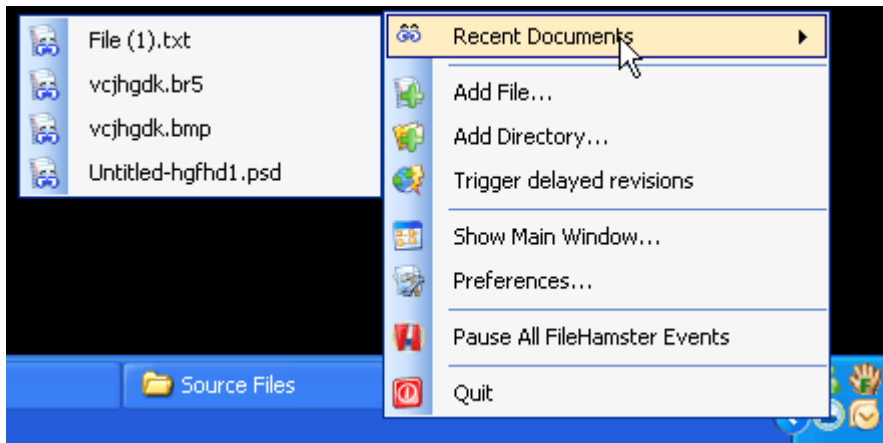 File (1).txt
vcjhgdk.br5
vcjhgdk.bmp
Untitled-hgfhd1.psd
Recent Documents
Add File...
Add Directory...
Trigger delayed revisions
Show Main Window...
Preferences...
Pause All FileHamster Events
Quit
Source Files